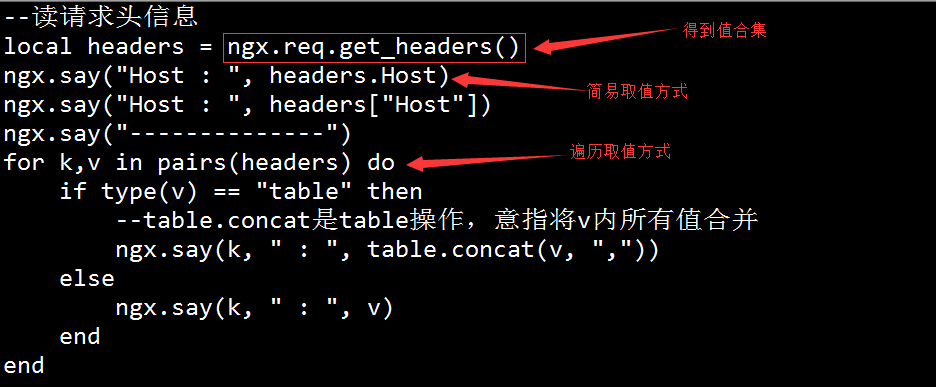 --读请求头信息
local headers = ngx.req.get_headers()
得到值合集
ngx.say("Host : ", headers.Host)
简易取值方式
ngx.say("Host : ", headers["Host"])
ngx.say("--------------")
for k,v in pairs(headers) do
遍历取值方式
    if type(v) == "table" then
        --table.concat是table操作，意指将v内所有值合并
        ngx.say(k, " : ", table.concat(v, ","))
    else
        ngx.say(k, " : ", v)
    end
end